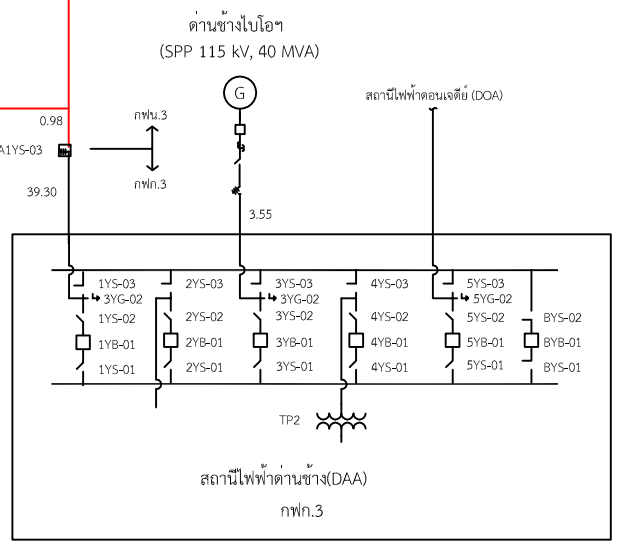 ด่านช้างไบโอฯ
(SPP 115 kV, 40 MVA)
G
สถานีไฟฟ้าดอนเจดีย์ (DOA)
0.98
กฟน.3
A1YS-03
กฟก.3
39.30
3.55
1YS-03
2YS-03
3YS-03
4YS-03
5YS-03
3YG-02
3YG-02
5YG-02
1YS-02
2YS-02
3YS-02
4YS-02
5YS-02
BYS-02
1YB-01
2YB-01
3YB-01
4YB-01
5YB-01
BYB-01
1YS-01
2YS-01
3YS-01
4YS-01
5YS-01
BYS-01
TP2
สถานีไฟฟ้าด่านช้าง(DAA)
กฟก.3